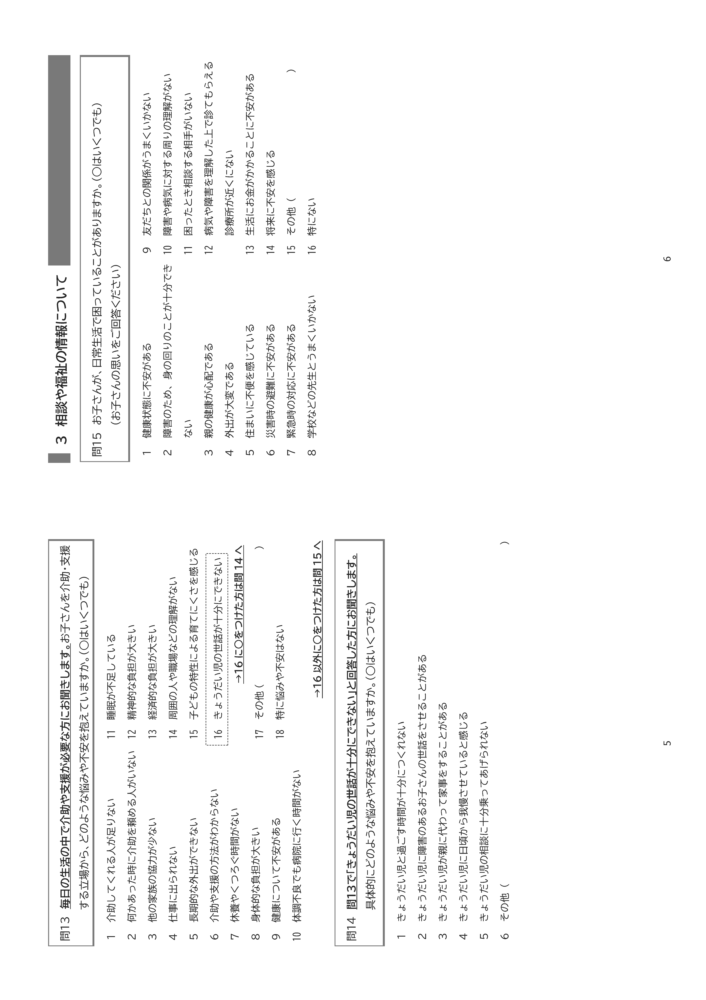 問13 毎日の生活の中で介助や支援が必要な方にお聞きします。お子さんを介助・支援
する立場から、どのような悩みや不安を抱えていますか。(〇はいくつでも)
1 介助してくれる人が足りない
2 何かあった時に介助を頼める人がいない
3 他の家族の協力が少ない
4 仕事に出られない
5 長期的な外出ができない
6 介助や支援の方法がわからない
7 休養やくつろぐ時間がない
8 身体的な負担が大きい
9 健康について不安がある
10 体調不良でも病院に行く時間がない
11 睡眠が不足している
12 精神的な負担が大きい
13 経済的な負担が大きい
14 周囲の人や職場などの理解がない
15 子どもの特性による育てにくさを感じる
16 きょうだい児の世話が十分にできない
→16に〇をつけた方は問14へ
17 その他( )
18 特に悩みや不安はない
→16以外に〇をつけた方は問15へ
問14 問13で「きょうだい児の世話が十分にできない」と回答した方にお聞きします。
具体的にどのような悩みや不安を抱えていますか。(〇はいくつでも)
1 きょうだい児と過ごす時間が十分につくれない
2 きょうだい児に障害のあるお子さんの世話をさせることがある
3 きょうだい児が親に代わって家事をすることがある
4 きょうだい児に日頃から我慢させていると感じる
5 きょうだい児の相談に十分乗ってあげられない
6 その他( )
5
3 相談や福祉の情報について
問15 お子さんが、日常生活で困っていることがありますか。(〇はいくつでも)
(お子さんの思いをご回答ください)
1 健康状態に不安がある
2 障害のため、身の回りのことが十分でき
ない
3 親の健康が心配である
4 外出が大変である
5 住まいに不便を感じている
6 災害時の避難に不安がある
7 緊急時の対応に不安がある
8 学校などの先生とうまくいかない
9 友だちとの関係がうまくいかない
10 障害や病気に対する周りの理解がない
11 困ったとき相談する相手がいない
12 病気や障害を理解した上で診てもらえる
診療所が近くにない
13 生活にお金がかかることに不安がある
14 将来に不安を感じる
15 その他( )
16 特にない
6